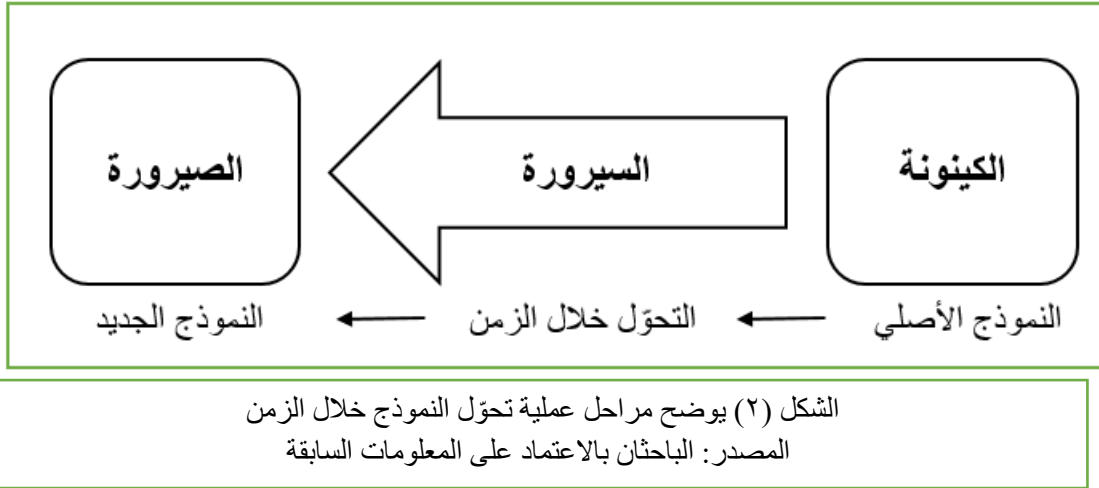 الكينونة السيرورة الصيرورة
النموذج الأصلي ← التحوّل خلال الزمن ← النموذج الجديد
الشكل (٢) يوضح مراحل عملية تحوّل النموذج خلال الزمن
المصدر: الباحثان بالاعتماد على المعلومات السابقة